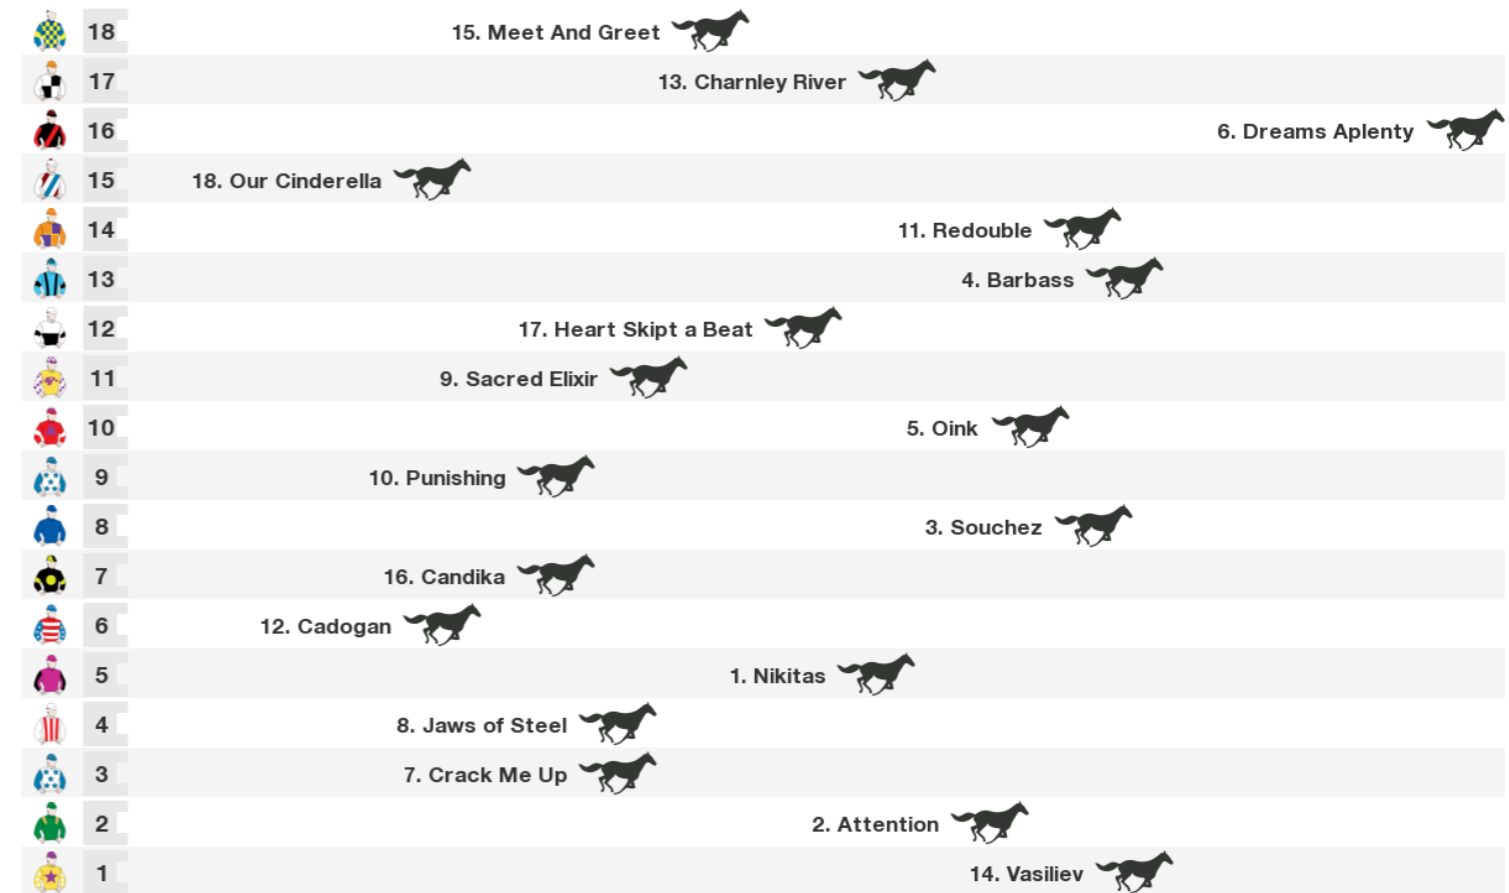 18 15. Meet And Greet
17 13. Charnley River
16 6. Dreams Aplenty
15 18. Our Cinderella
14 11. Redouble
13 4. Barbass
12 17. Heart Skipt a Beat
11 9. Sacred Elixir
10 5. Oink
9 10. Punishing
8 3. Souchez
7 16. Candika
6 12. Cadogan
5 1. Nikitas
4 8. Jaws of Steel
3 7. Crack Me Up
2 2. Attention
1 14. Vasiliev